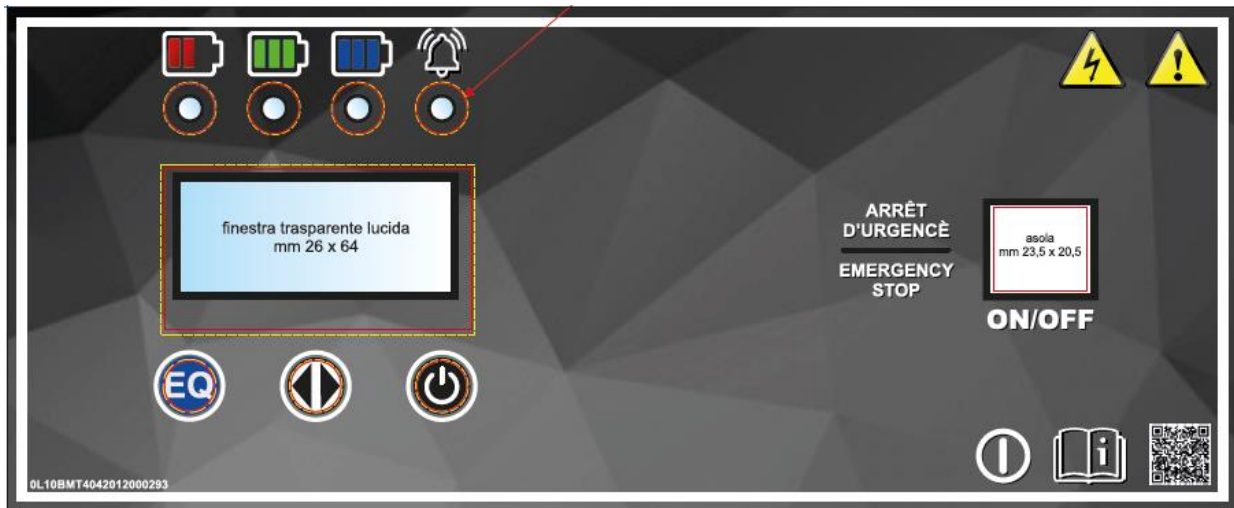 finestra trasparente lucida
mm 26 x 64
ARRÊT
D'URGENCÈ
EMERGENCY
STOP
asola
mm 23,5 x 20,5
ON/OFF
EQ
i
0L10BMT4042012000293